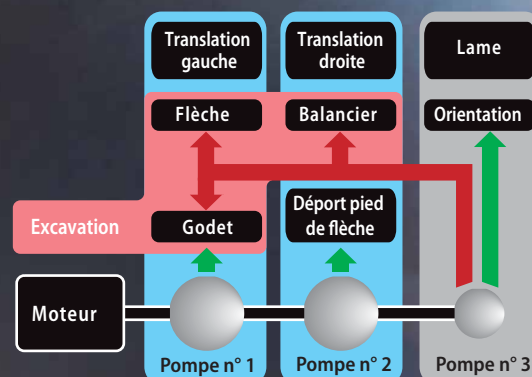 Translation
gauche
Translation
droite
Lame
Flèche
Balancier
Orientation
Excavation
Godet
Déport pied
de flèche
Moteur
Pompe n° 1
Pompe n° 2
Pompe n° 3